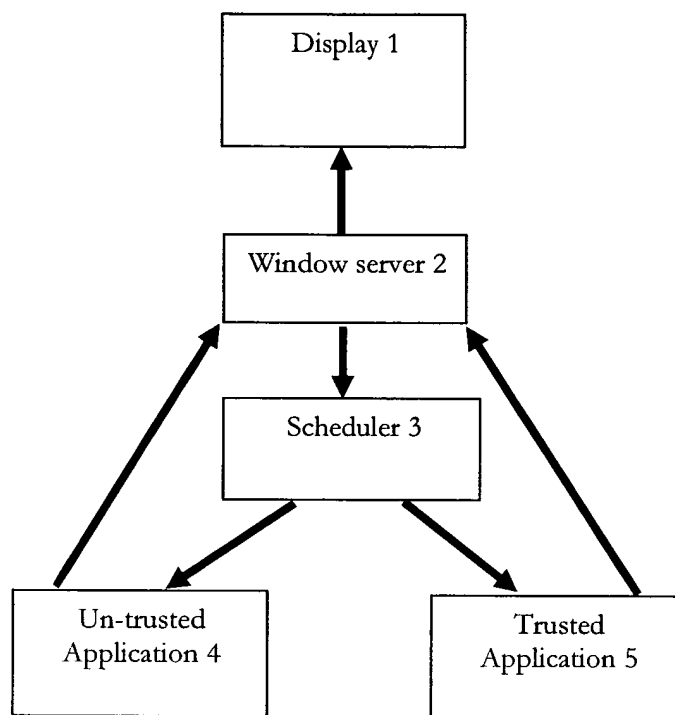 Display 1
Window server 2
Scheduler 3
Un-trusted
Application 4
Trusted
Application 5